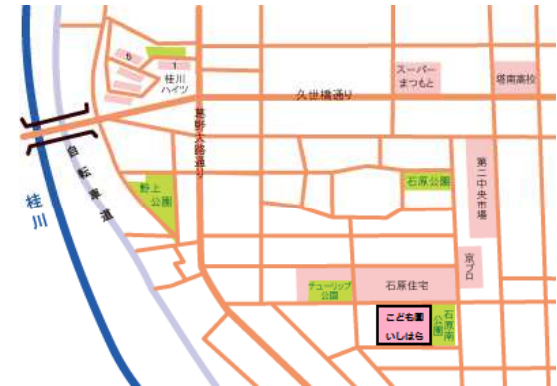 6
1
桂川
ハイツ
スーパー
まつもと
塔南高校
久世橋通り
葛野大路通り
自転車道
桂川
野上
公園
石原公園
第二中央市場
京プロ
チューリップ
公園
石原住宅
こども園
いしはら
石原南
公園